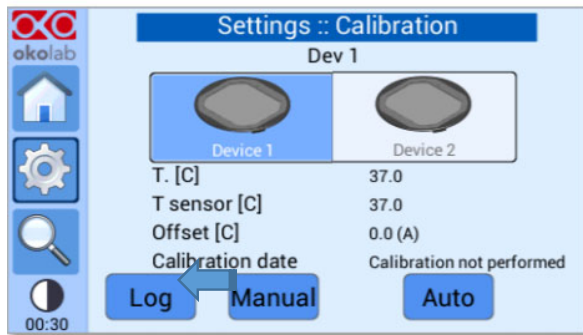 Settings :: Calibration
okolab
Dev 1
Device 1 Device 2
T. [C] 37.0
T sensor [C] 37.0
Offset [C] 0.0 (A)
Calibration date Calibration not performed
Log Manual Auto
00:30